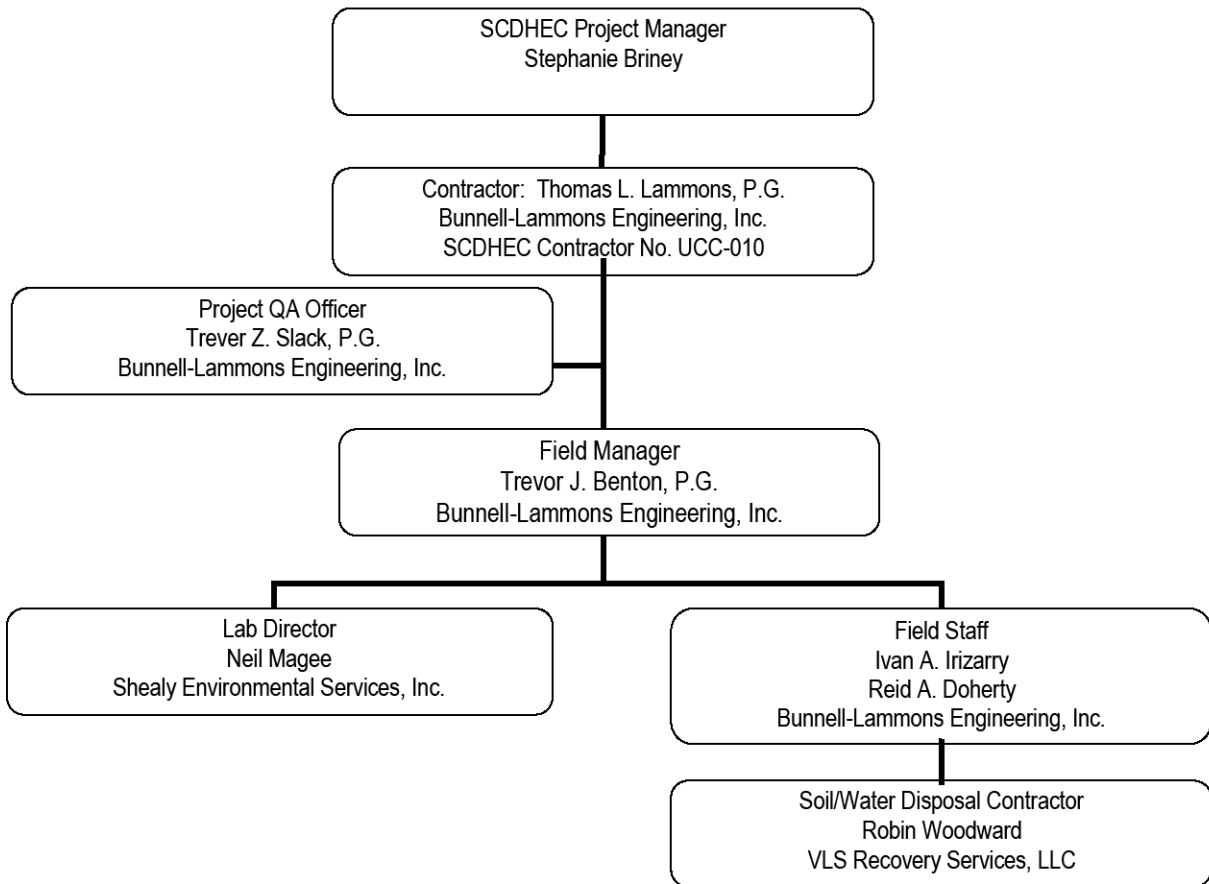 SCDHEC Project Manager
Stephanie Briney
Contractor: Thomas L. Lammons, P.G.
Bunnell-Lammons Engineering, Inc.
SCDHEC Contractor No. UCC-010
Project QA Officer
Trever Z. Slack, P.G.
Bunnell-Lammons Engineering, Inc.
Field Manager
Trevor J. Benton, P.G.
Bunnell-Lammons Engineering, Inc.
Lab Director
Neil Magee
Shealy Environmental Services, Inc.
Field Staff
Ivan A. Irizarry
Reid A. Doherty
Bunnell-Lammons Engineering, Inc.
Soil/Water Disposal Contractor
Robin Woodward
VLS Recovery Services, LLC